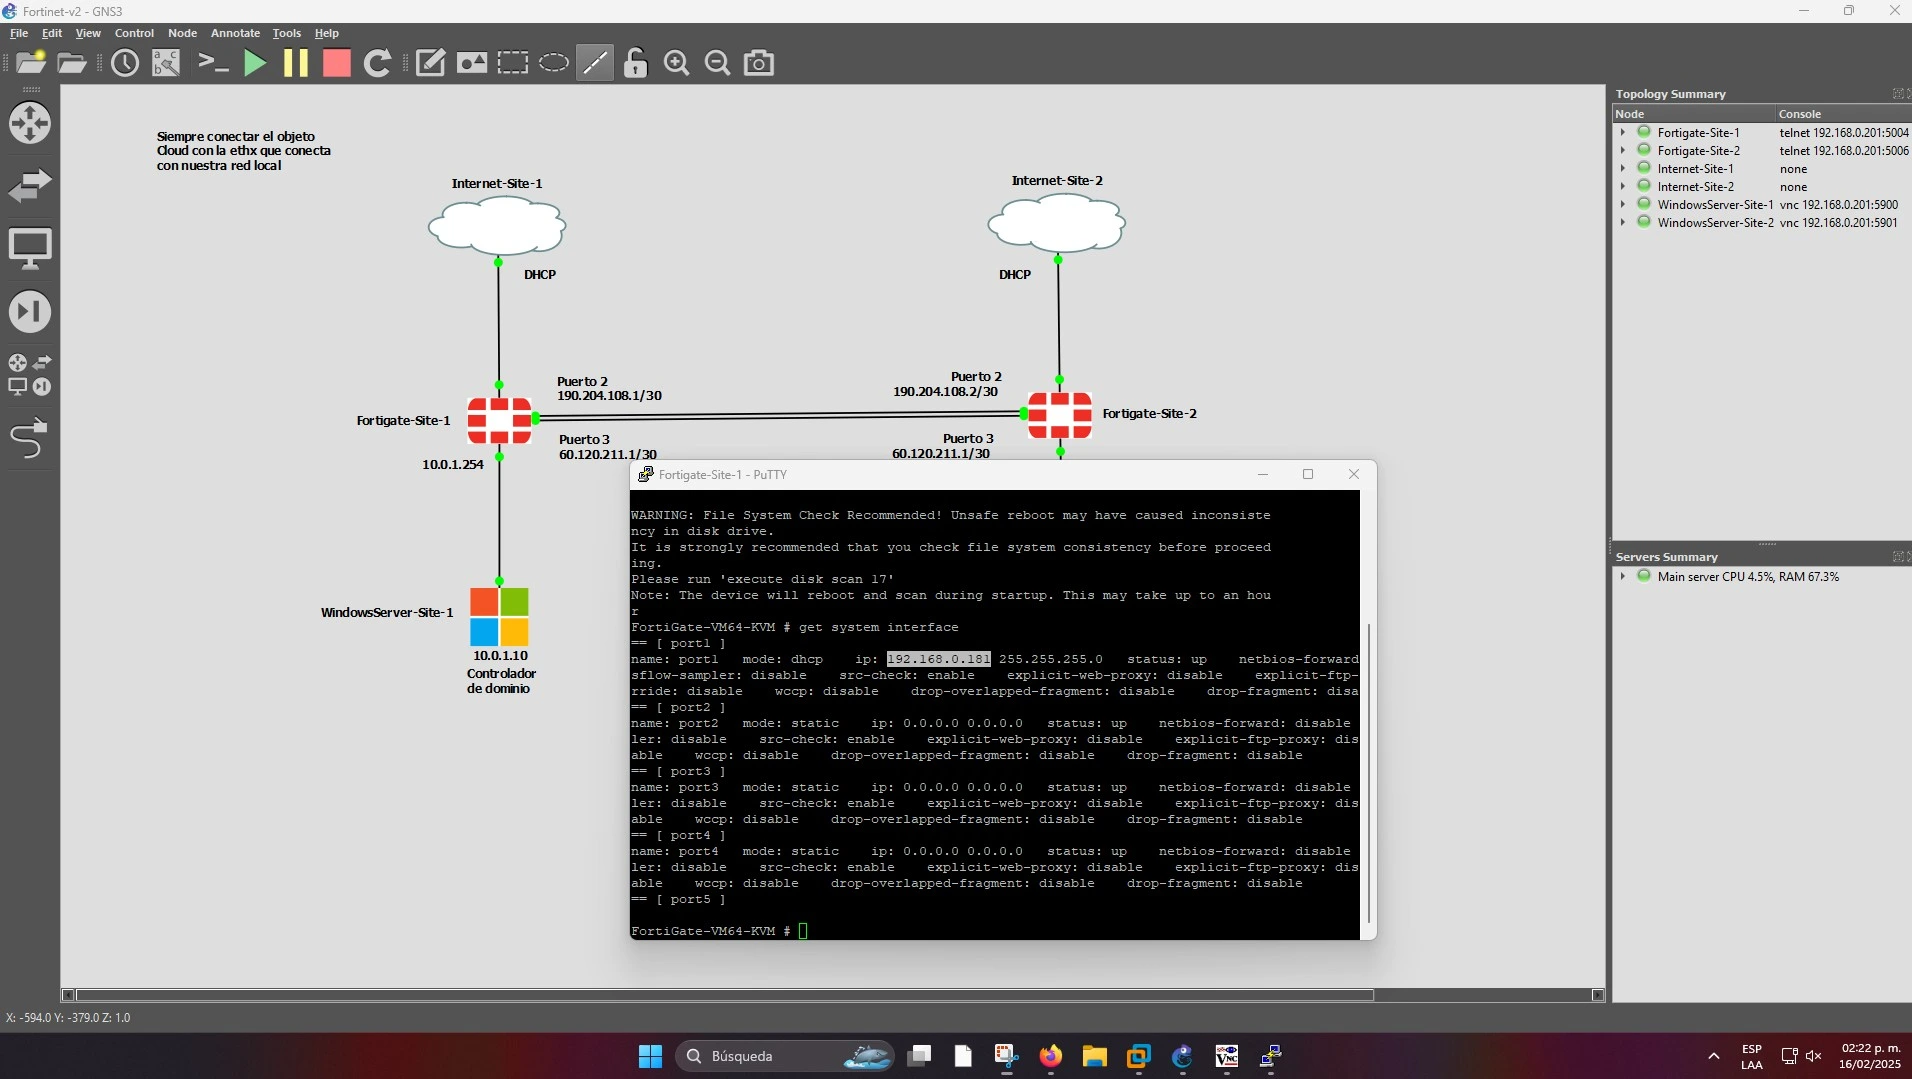 Fortinet-v2 - GNS3
File Edit View Control Node Annotate Tools Help
Siempre conectar el objeto
Cloud con la ethx que conecta
con nuestra red local
Internet-Site-1
DHCP
Internet-Site-2
DHCP
Puerto 2
190.204.108.1/30
Puerto 2
190.204.108.2/30
Fortigate-Site-1
Fortigate-Site-2
Puerto 3
60.120.211.1/30
Puerto 3
60.120.211.1/30
10.0.1.254
WindowsServer-Site-1
10.0.1.10
Controlador
de dominio
Fortigate-Site-1 - PuTTY
WARNING: File System Check Recommended! Unsafe reboot may have caused inconsiste
ncy in disk drive.
It is strongly recommended that you check file system consistency before proceed
ing.
Please run 'execute disk scan 17'
Note: The device will reboot and scan during startup. This may take up to an hou
r
FortiGate-VM64-KVM # get system interface
== [ port1 ]
name: port1 mode: dhcp ip: 192.168.0.181 255.255.255.0 status: up netbios-forward
sflow-sampler: disable src-check: enable explicit-web-proxy: disable explicit-ftp-
rride: disable wccp: disable drop-overlapped-fragment: disable drop-fragment: disa
== [ port2 ]
name: port2 mode: static ip: 0.0.0.0 0.0.0.0 status: up netbios-forward: disable
ler: disable src-check: enable explicit-web-proxy: disable explicit-ftp-proxy: dis
able wccp: disable drop-overlapped-fragment: disable drop-fragment: disable
== [ port3 ]
name: port3 mode: static ip: 0.0.0.0 0.0.0.0 status: up netbios-forward: disable
ler: disable src-check: enable explicit-web-proxy: disable explicit-ftp-proxy: dis
able wccp: disable drop-overlapped-fragment: disable drop-fragment: disable
== [ port4 ]
name: port4 mode: static ip: 0.0.0.0 0.0.0.0 status: up netbios-forward: disable
ler: disable src-check: enable explicit-web-proxy: disable explicit-ftp-proxy: dis
able wccp: disable drop-overlapped-fragment: disable drop-fragment: disable
== [ port5 ]
FortiGate-VM64-KVM #
Topology Summary
Node Console
Fortigate-Site-1 telnet 192.168.0.201:5004
Fortigate-Site-2 telnet 192.168.0.201:5006
Internet-Site-1 none
Internet-Site-2 none
WindowsServer-Site-1 vnc 192.168.0.201:5900
WindowsServer-Site-2 vnc 192.168.0.201:5901
Servers Summary
Main server CPU 4.5%, RAM 67.3%
X: -594.0 Y: -379.0 Z: 1.0
Búsqueda
ESP
LAA
02:22 p. m.
16/02/2025